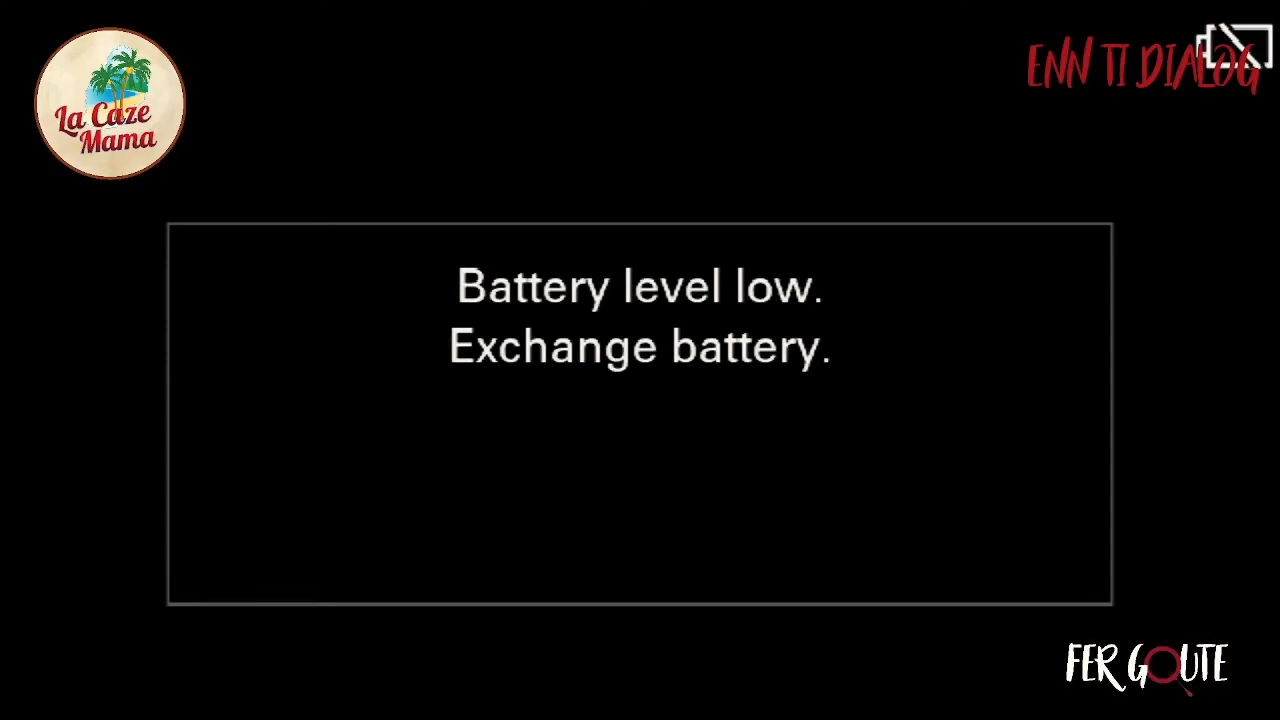 La Caze
Mama
ENN TI DIALOG
Battery level low.
Exchange battery.
FER GOUTE